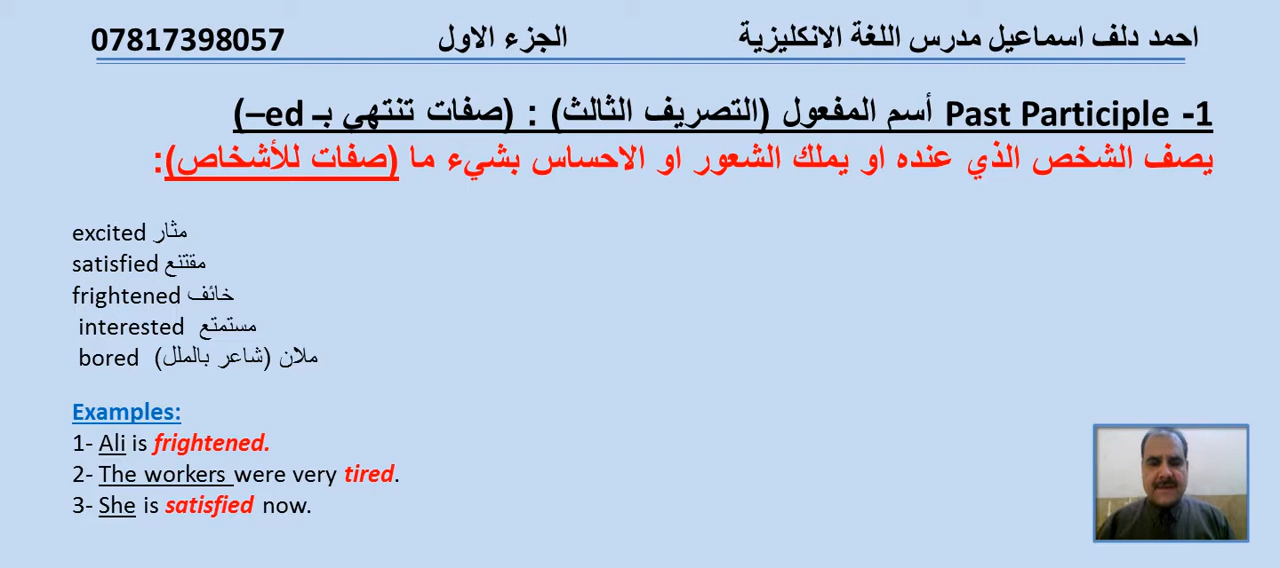 احمد دلف اسماعيل مدرس اللغة الانكليزية الجزء الاول 07817398057
1- Past Participle أسم المفعول (التصريف الثالث) : (صفات تنتهي بـ ed–)
يصف الشخص الذي عنده او يملك الشعور او الاحساس بشيء ما (صفات للأشخاص):
excited مثار
satisfied مقتنع
frightened خائف
interested مستمتع
bored ملان (شاعر بالملل)
Examples:
1- Ali is frightened.
2- The workers were very tired.
3- She is satisfied now.